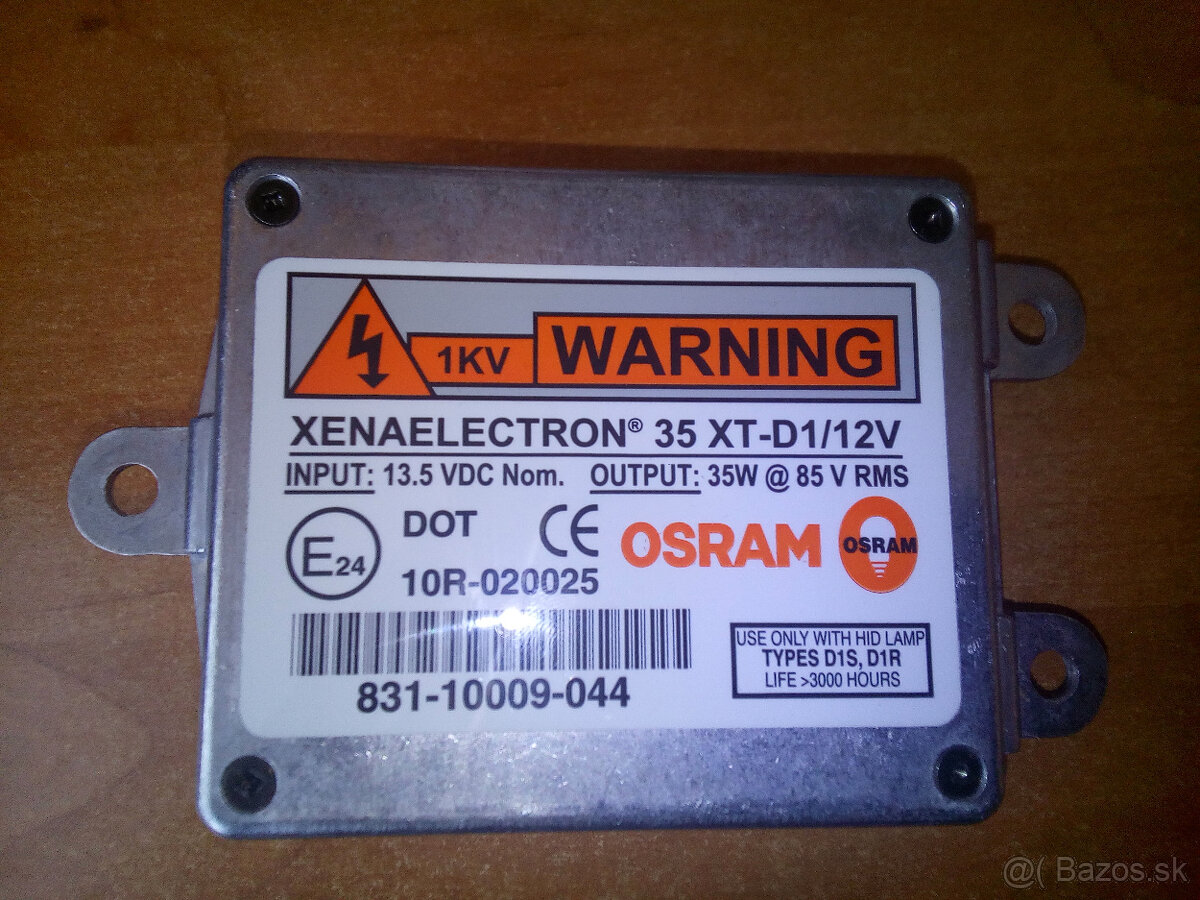 1KV WARNING
XENAELECTRON® 35 XT-D1/12V
INPUT: 13.5 VDC Nom. OUTPUT: 35W @ 85 V RMS
E24 DOT CE OSRAM OSRAM
10R-020025
831-10009-044
USE ONLY WITH HID LAMP
TYPES D1S, D1R
LIFE >3000 HOURS
@( Bazos.sk